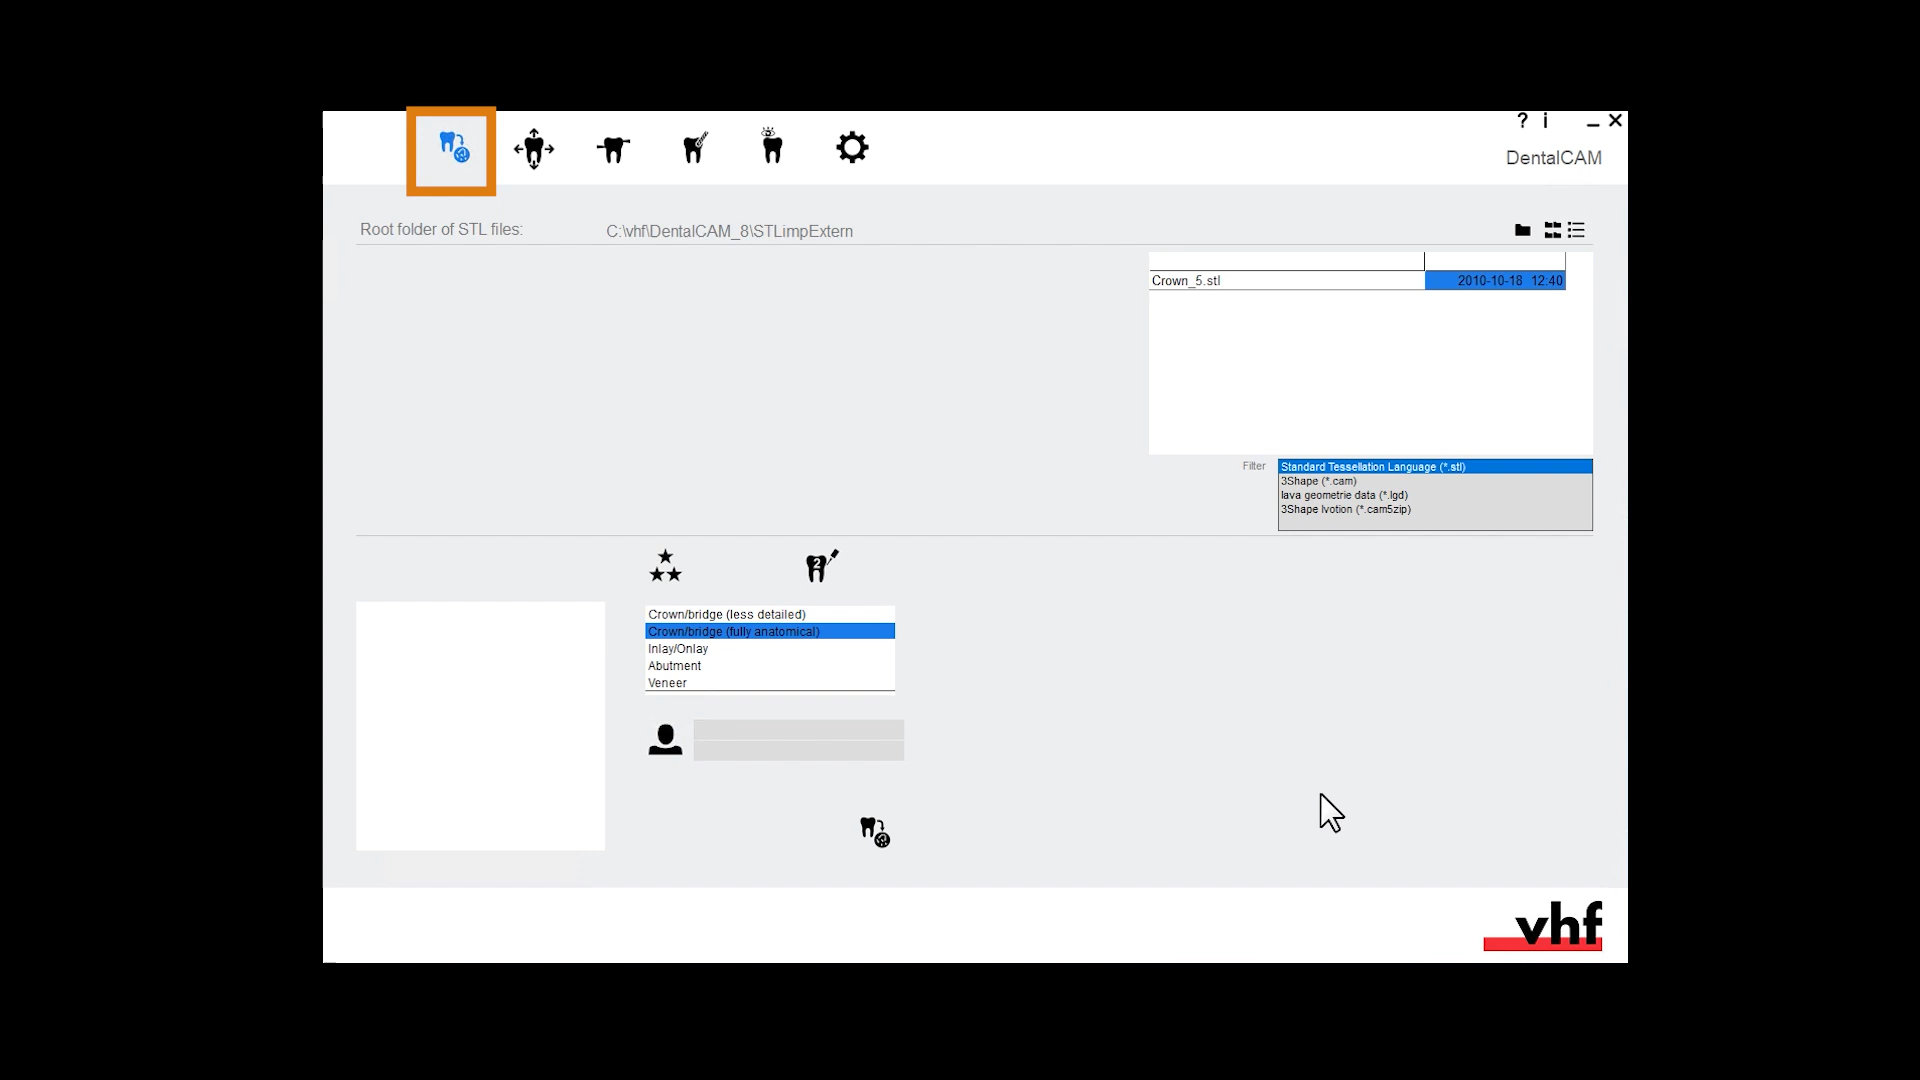 ? i
DentalCAM
Root folder of STL files:
C:\vhf\DentalCAM_8\STLimpExtern
Crown_5.stl 2010-10-18 12:40
Filter
Standard Tessellation Language (*.stl)
3Shape (*.cam)
lava geometrie data (*.lgd)
3Shape Ivotion (*.cam5zip)
2
Crown/bridge (less detailed)
Crown/bridge (fully anatomical)
Inlay/Onlay
Abutment
Veneer
vhf